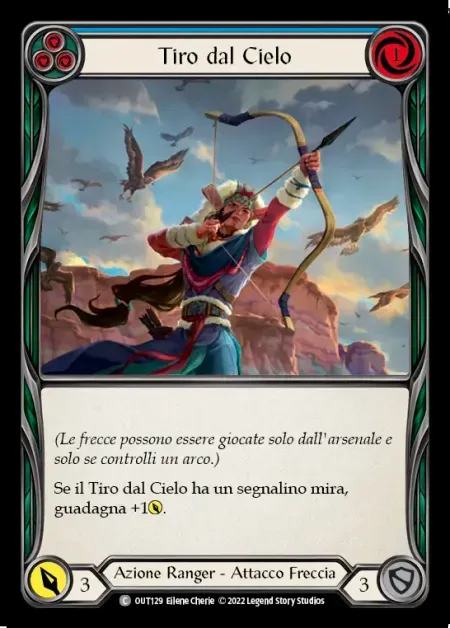 Tiro dal Cielo
1
(Le frecce possono essere giocate solo dall'arsenale e
solo se controlli un arco.)
Se il Tiro dal Cielo ha un segnalino mira,
guadagna +1.
3
Azione Ranger - Attacco Freccia
3
C OUT129 Eilene Cherie © 2022 Legend Story Studios